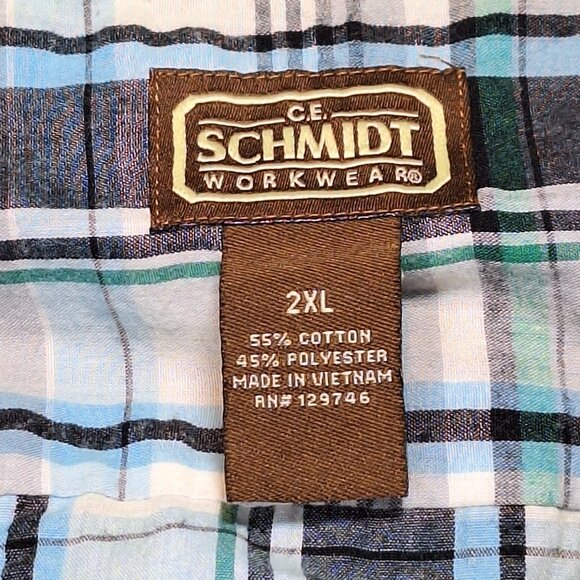 C.E.
SCHMIDT
WORKWEAR®
2XL
55% COTTON
45% POLYESTER
MADE IN VIETNAM
RN# 129746